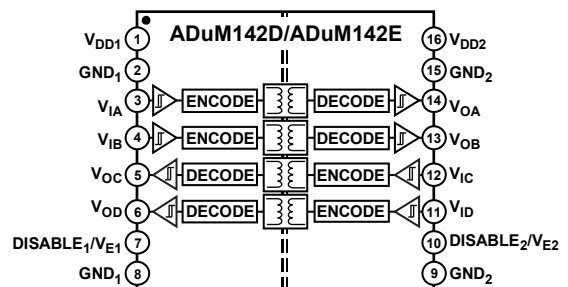 ADuM142D/ADuM142E
VDD1 1 16 VDD2
GND1 2 15 GND2
VIA 3 ENCODE DECODE 14 VOA
VIB 4 ENCODE DECODE 13 VOB
VOC 5 DECODE ENCODE 12 VIC
VOD 6 DECODE ENCODE 11 VID
DISABLE1/VE1 7 10 DISABLE2/VE2
GND1 8 9 GND2